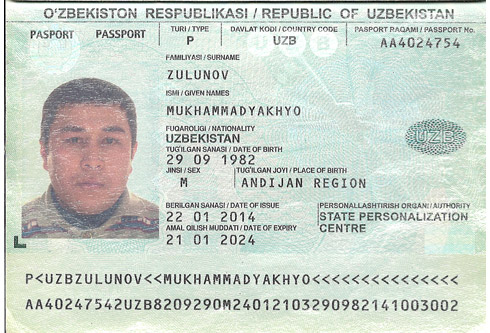 O'ZBEKISTON RESPUBLIKASI / REPUBLIC OF UZBEKISTAN
PASPORT PASSPORT
TURI / TYPE
P
DAVLAT KODI / COUNTRY CODE
UZB
PASPORT RAQAMI / PASSPORT No.
AA4024754
FAMILIYASI / SURNAME
ZULUNOV
ISMI / GIVEN NAMES
MUKHAMMADYAKHYO
FUQAROLIGI / NATIONALITY
UZBEKISTAN
TUG'ILGAN SANASI / DATE OF BIRTH
29 09 1982
JINSI / SEX
M
TUG'ILGAN JOYI / PLACE OF BIRTH
ANDIJAN REGION
BERILGAN SANASI / DATE OF ISSUE
22 01 2014
PERSONALLASHTIRISH ORGANI / AUTHORITY
STATE PERSONALIZATION
CENTRE
AMAL QILISH MUDDATI / DATE OF EXPIRY
21 01 2024
UZB
P<UZBZULUNOV<<MUKHAMMADYAKHYO<<<<<<<<<<<<<<<
AA40247542UZB8209290M24012103290982141003002